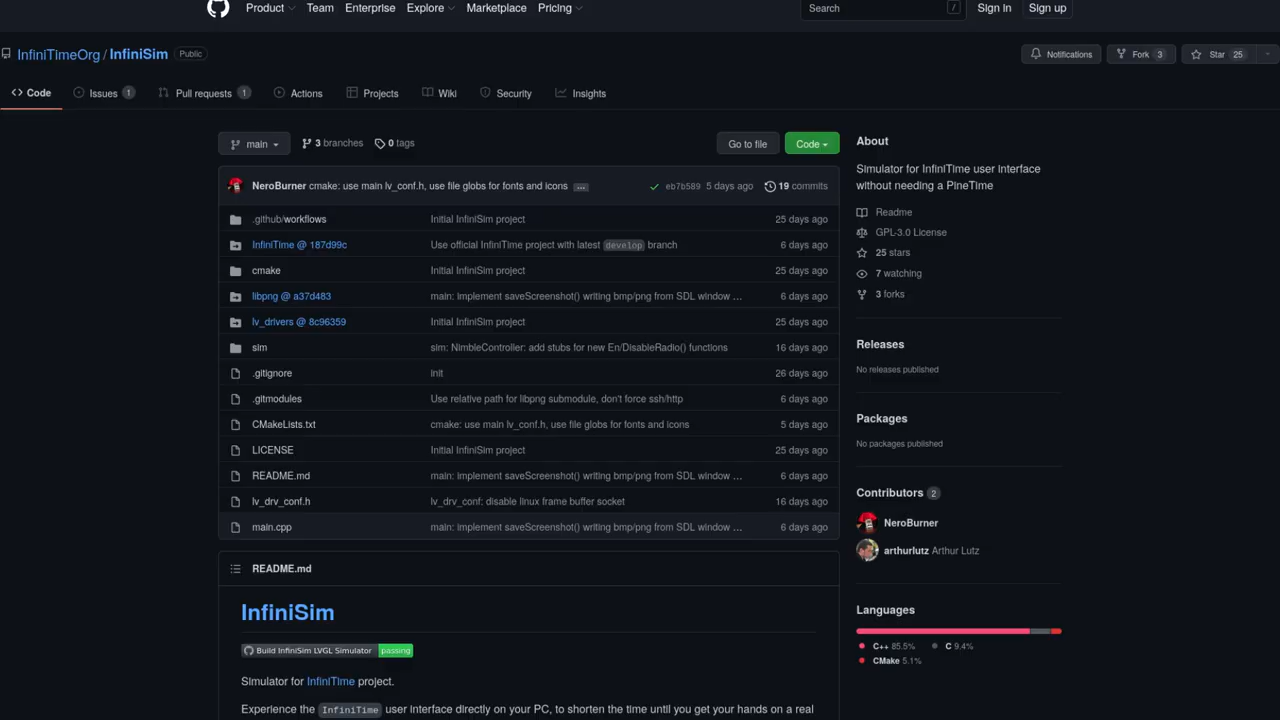 Product Team Enterprise Explore Marketplace Pricing Search / Sign in Sign up
InfiniTimeOrg / InfiniSim Public Notifications Fork 3 Star 25
Code Issues 1 Pull requests 1 Actions Projects Wiki Security Insights
main 3 branches 0 tags Go to file Code
NeroBurner cmake: use main lv_conf.h, use file globs for fonts and icons ... eb7b589 5 days ago 19 commits
.github/workflows Initial InfiniSim project 25 days ago
InfiniTime @ 187d99c Use official InfiniTime project with latest develop branch 6 days ago
cmake Initial InfiniSim project 25 days ago
libpng @ a37d483 main: implement saveScreenshot() writing bmp/png from SDL window … 6 days ago
lv_drivers @ 8c96359 Initial InfiniSim project 25 days ago
sim sim: NimbleController: add stubs for new En/DisableRadio() functions 16 days ago
.gitignore init 26 days ago
.gitmodules Use relative path for libpng submodule, don't force ssh/http 6 days ago
CMakeLists.txt cmake: use main lv_conf.h, use file globs for fonts and icons 5 days ago
LICENSE Initial InfiniSim project 25 days ago
README.md main: implement saveScreenshot() writing bmp/png from SDL window … 6 days ago
lv_drv_conf.h lv_drv_conf: disable linux frame buffer socket 16 days ago
main.cpp main: implement saveScreenshot() writing bmp/png from SDL window … 6 days ago
README.md
InfiniSim
Build InfiniSim LVGL Simulator passing
Simulator for InfiniTime project.
Experience the InfiniTime user interface directly on your PC, to shorten the time until you get your hands on a real
About
Simulator for InfiniTime user interface
without needing a PineTime
Readme
GPL-3.0 License
25 stars
7 watching
3 forks
Releases
No releases published
Packages
No packages published
Contributors 2
NeroBurner
arthurlutz Arthur Lutz
Languages
C++ 85.5% C 9.4%
CMake 5.1%